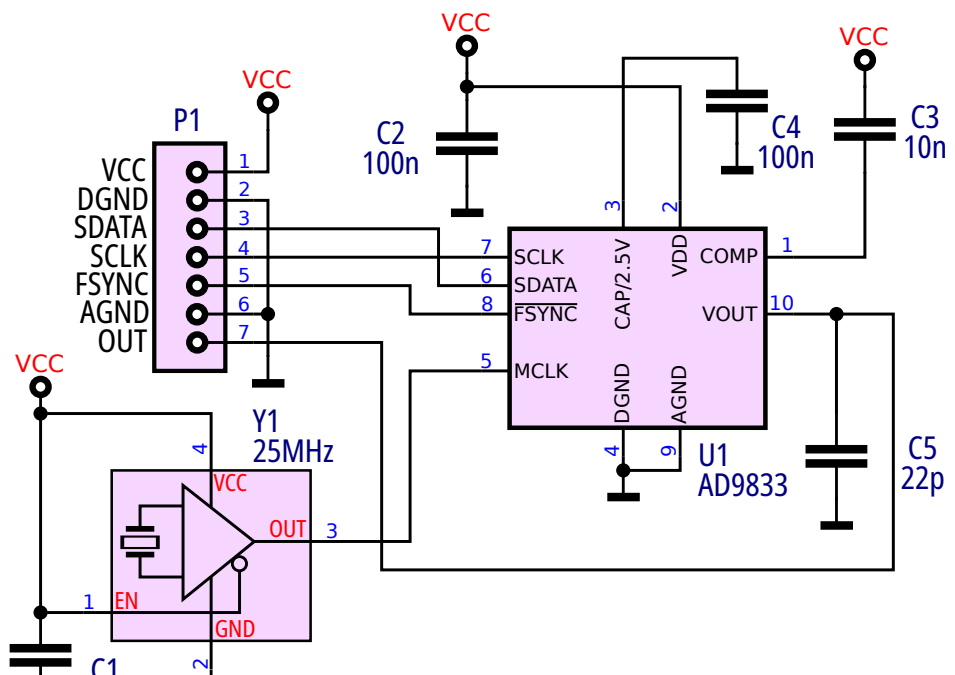 VCC
VCC
VCC
P1
VCC 1
DGND 2
SDATA 3
SCLK 4
FSYNC 5
AGND 6
OUT 7
C2
100n
C4
100n
C3
10n
3
2
7 SCLK
6 SDATA
8 FSYNC
5 MCLK
CAP/2.5V
VDD
COMP 1
VOUT 10
DGND
AGND
4
9
U1
AD9833
C5
22p
VCC
Y1
25MHz
4
VCC
OUT 3
1 EN
GND
2
C1